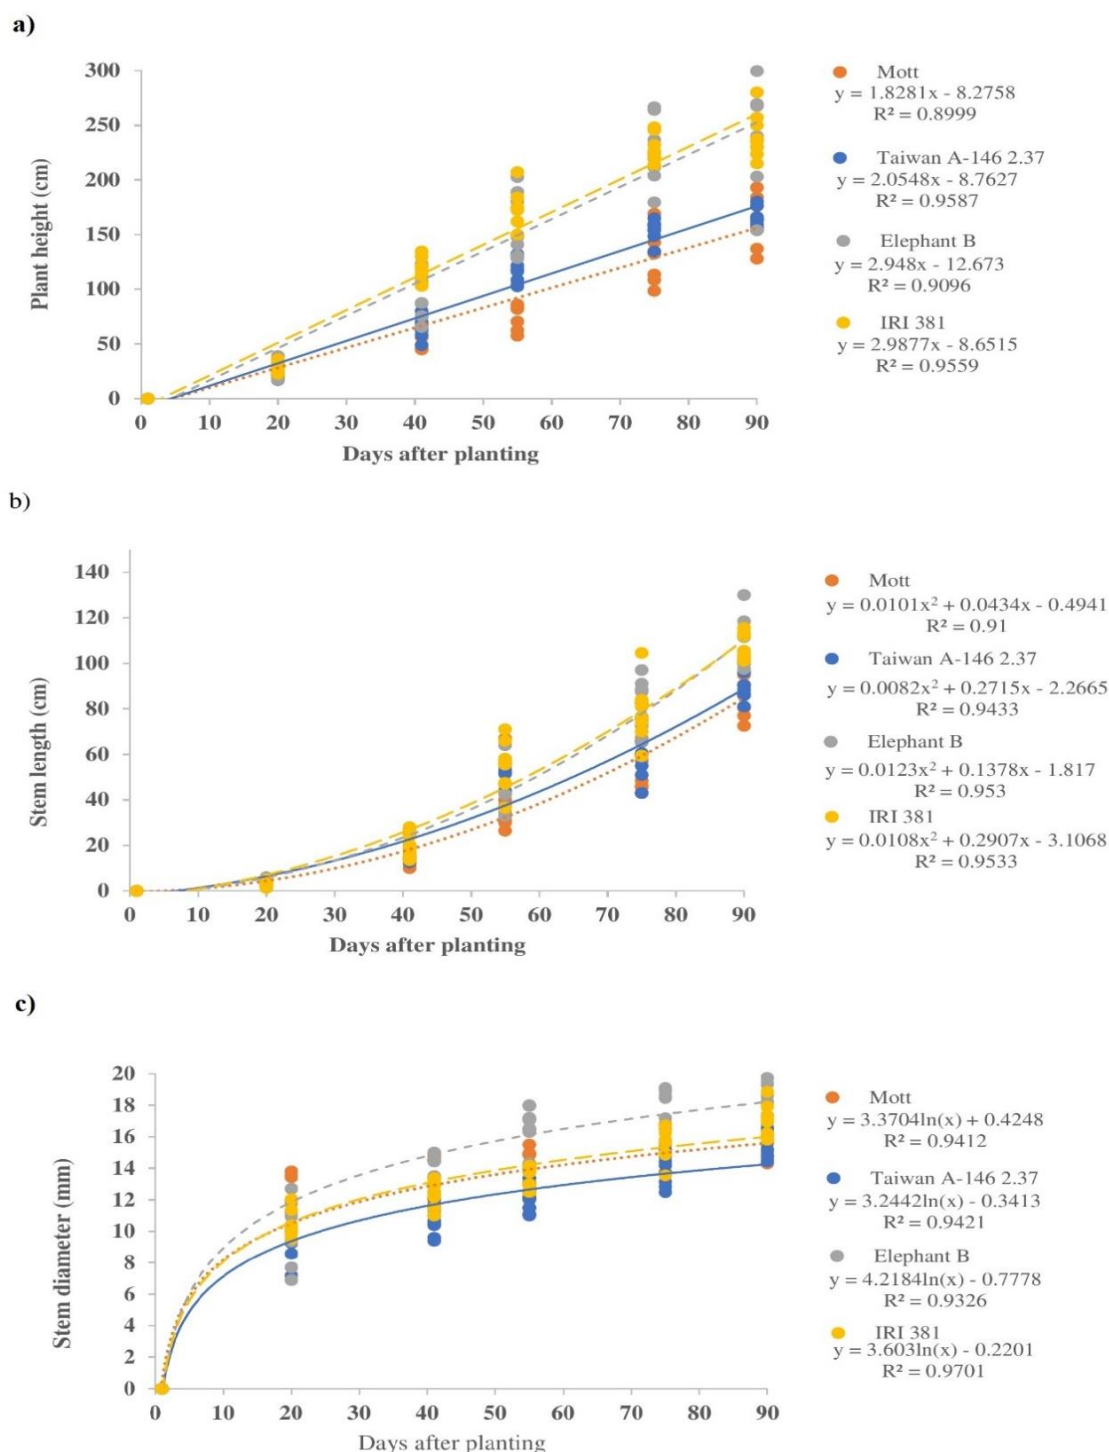 a)
300
250
200
150
100
50
0
0 10 20 30 40 50 60 70 80 90
Plant height (cm)
Days after planting
Mott
y = 1.8281x - 8.2758
R² = 0.8999
Taiwan A-146 2.37
y = 2.0548x - 8.7627
R² = 0.9587
Elephant B
y = 2.948x - 12.673
R² = 0.9096
IRI 381
y = 2.9877x - 8.6515
R² = 0.9559
b)
140
120
100
80
60
40
20
0
0 10 20 30 40 50 60 70 80 90
Stem length (cm)
Days after planting
Mott
y = 0.0101x² + 0.0434x - 0.4941
R² = 0.91
Taiwan A-146 2.37
y = 0.0082x² + 0.2715x - 2.2665
R² = 0.9433
Elephant B
y = 0.0123x² + 0.1378x - 1.817
R² = 0.953
IRI 381
y = 0.0108x² + 0.2907x - 3.1068
R² = 0.9533
c)
20
18
16
14
12
10
8
6
4
2
0
0 10 20 30 40 50 60 70 80 90
Stem diameter (mm)
Days after planting
Mott
y = 3.3704ln(x) + 0.4248
R² = 0.9412
Taiwan A-146 2.37
y = 3.2442ln(x) - 0.3413
R² = 0.9421
Elephant B
y = 4.2184ln(x) - 0.7778
R² = 0.9326
IRI 381
y = 3.603ln(x) - 0.2201
R² = 0.9701